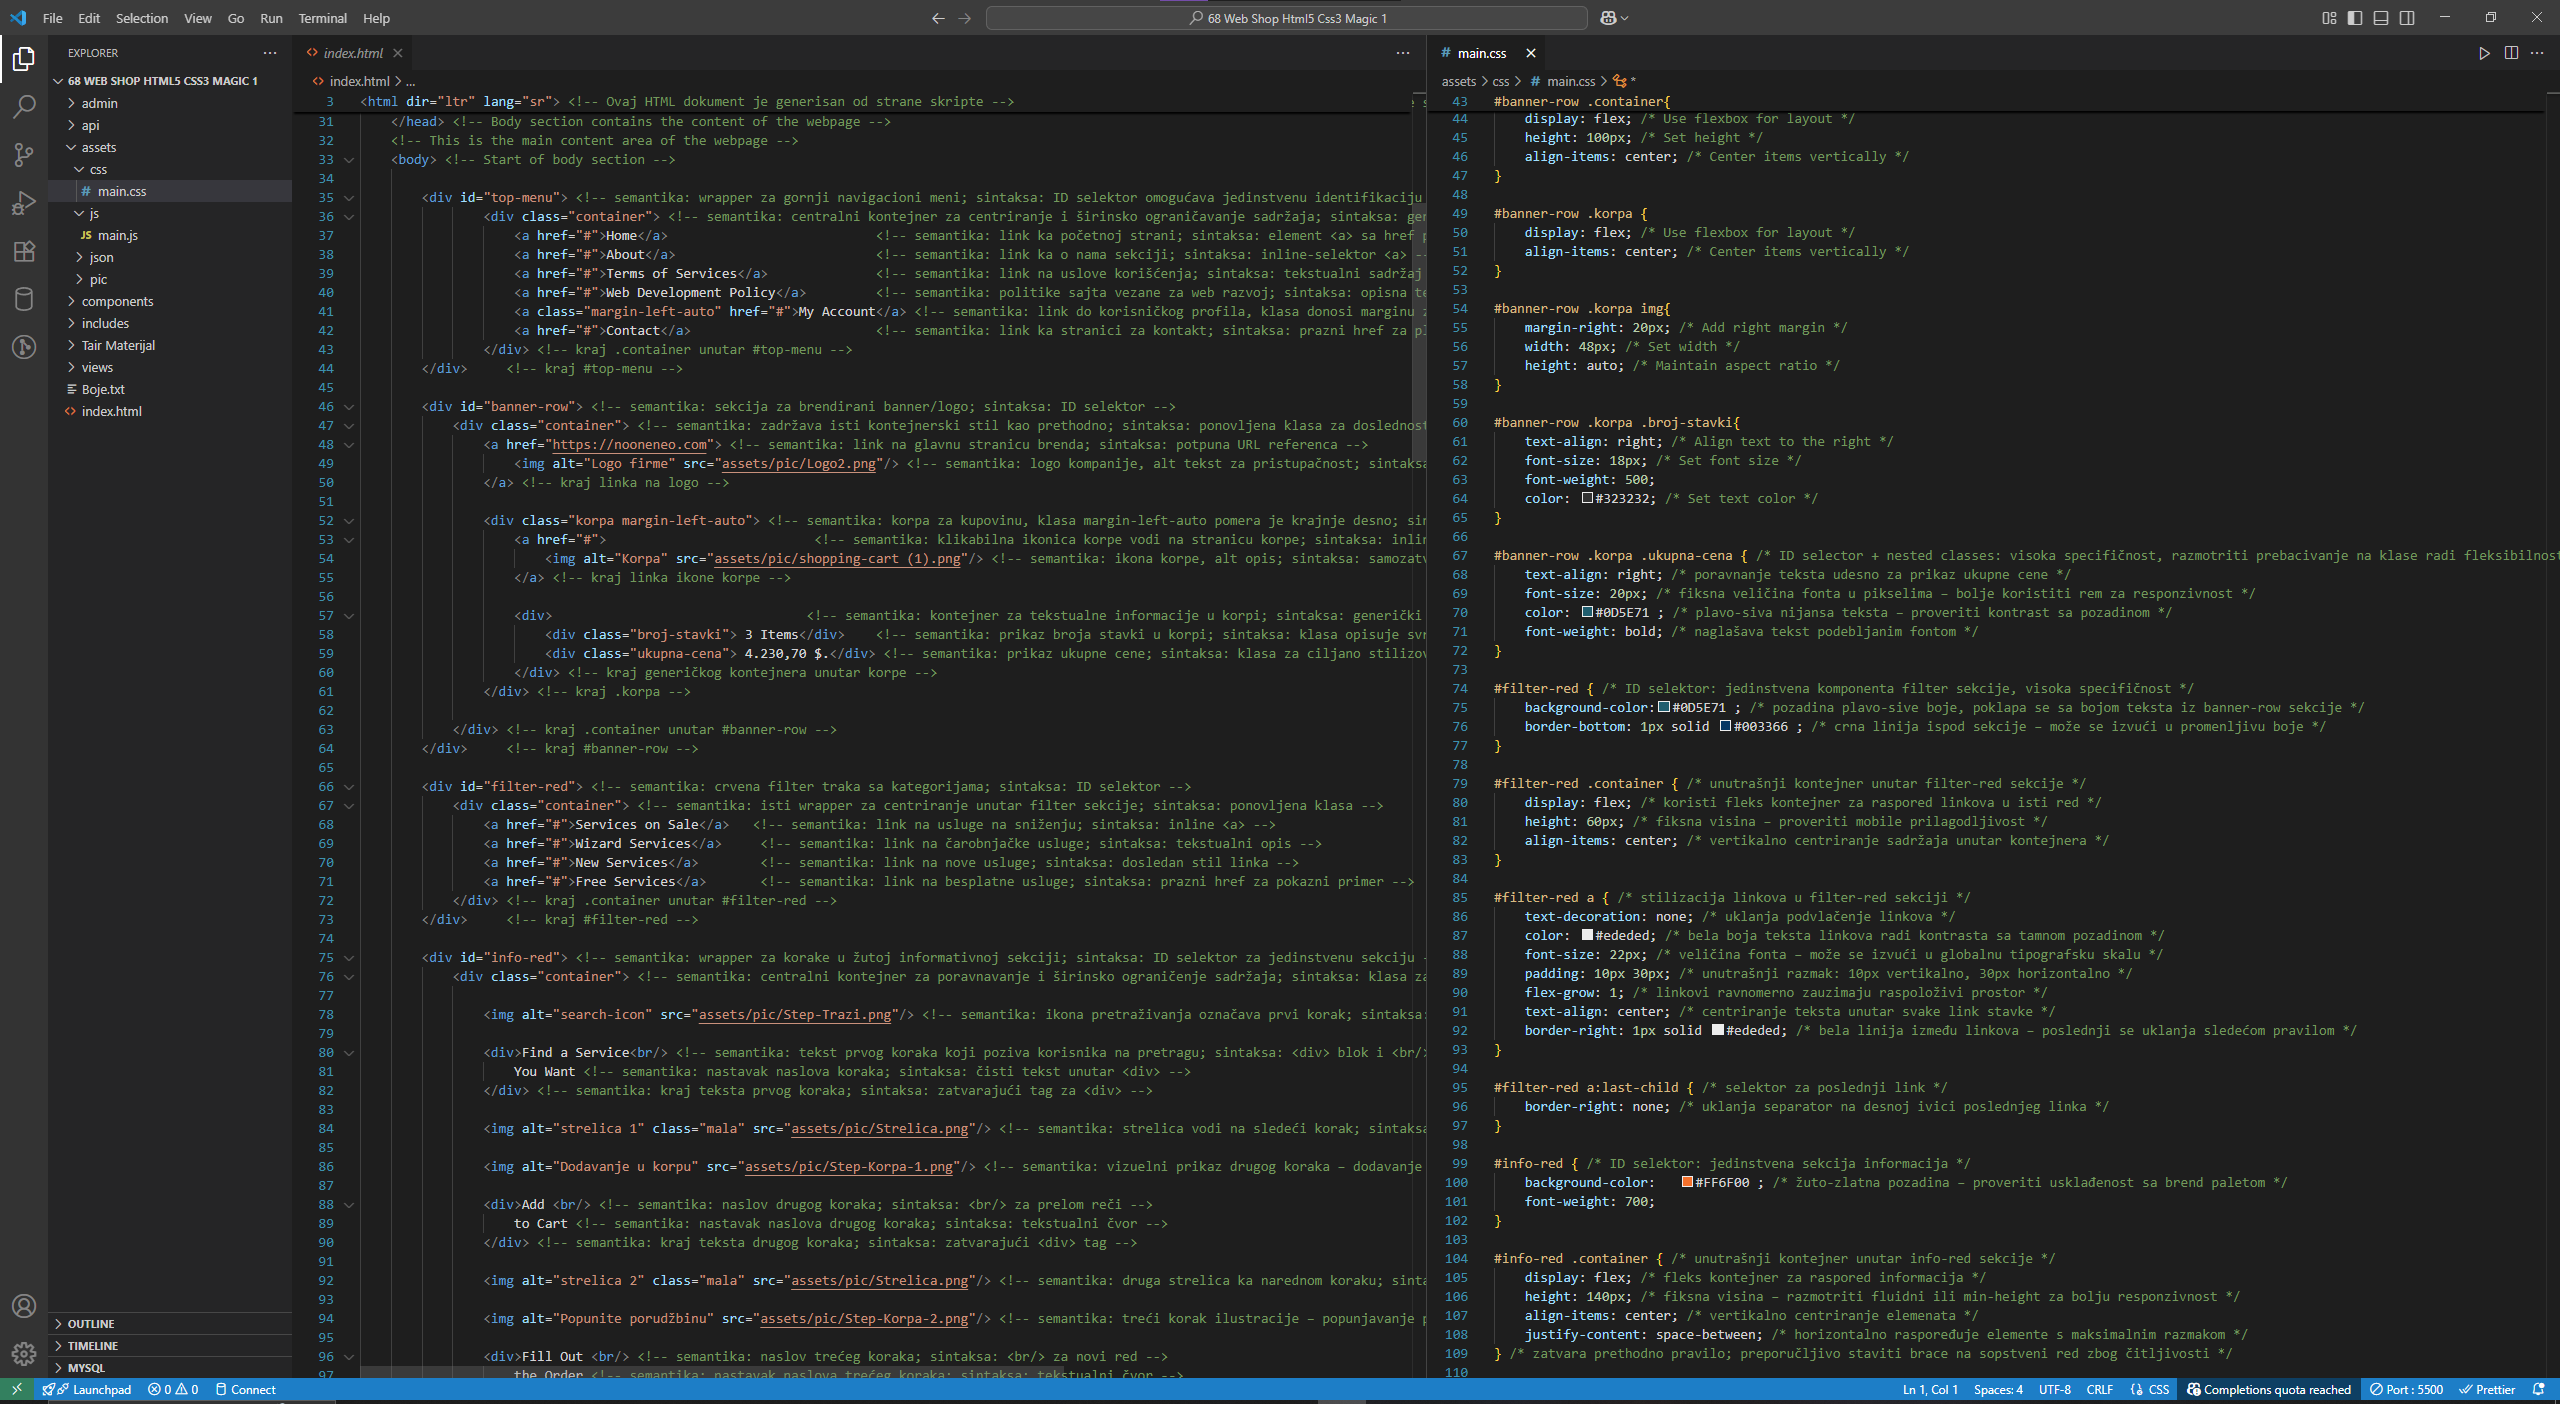 File Edit Selection View Go Run Terminal Help
68 Web Shop Html5 Css3 Magic 1
EXPLORER
68 WEB SHOP HTML5 CSS3 MAGIC 1
admin
api
assets
css
# main.css
js
JS main.js
json
pic
components
includes
Tair Materijal
views
Boje.txt
<> index.html
OUTLINE
TIMELINE
MYSQL
<> index.html
<> index.html > ...
3 <html dir="ltr" lang="sr"> <!-- Ovaj HTML dokument je generisan od strane skripte -->
31 </head> <!-- Body section contains the content of the webpage -->
32 <!-- This is the main content area of the webpage -->
33 <body> <!-- Start of body section -->
34
35 <div id="top-menu"> <!-- semantika: wrapper za gornji navigacioni meni; sintaksa: ID selektor omogućava jedinstvenu identifikaciju
36 <div class="container"> <!-- semantika: centralni kontejner za centriranje i širinsko ograničavanje sadržaja; sintaksa: ge
37 <a href="#">Home</a> <!-- semantika: link ka početnoj strani; sintaksa: element <a> sa href
38 <a href="#">About</a> <!-- semantika: link ka o nama sekciji; sintaksa: inline-selektor <a>
39 <a href="#">Terms of Services</a> <!-- semantika: link na uslove korišćenja; sintaksa: tekstualni sadržaj
40 <a href="#">Web Development Policy</a> <!-- semantika: politike sajta vezane za web razvoj; sintaksa: opisna te
41 <a class="margin-left-auto" href="#">My Account</a> <!-- semantika: link do korisničkog profila, klasa donosi marginu z
42 <a href="#">Contact</a> <!-- semantika: link ka stranici za kontakt; sintaksa: prazni href za p
43 </div> <!-- kraj .container unutar #top-menu -->
44 </div> <!-- kraj #top-menu -->
45
46 <div id="banner-row"> <!-- semantika: sekcija za brendirani banner/logo; sintaksa: ID selektor -->
47 <div class="container"> <!-- semantika: zadržava isti kontejnerski stil kao prethodno; sintaksa: ponovljena klasa za doslednost
48 <a href="https://nooneneo.com"> <!-- semantika: link na glavnu stranicu brenda; sintaksa: potpuna URL referenca -->
49 <img alt="Logo firme" src="assets/pic/Logo2.png"/> <!-- semantika: logo kompanije, alt tekst za pristupačnost; sintaksa
50 </a> <!-- kraj linka na logo -->
51
52 <div class="korpa margin-left-auto"> <!-- semantika: korpa za kupovinu, klasa margin-left-auto pomera je krajnje desno; sin
53 <a href="#"> <!-- semantika: klikabilna ikonica korpe vodi na stranicu korpe; sintaksa: inlin
54 <img alt="Korpa" src="assets/pic/shopping-cart (1).png"/> <!-- semantika: ikona korpe, alt opis; sintaksa: samozatv
55 </a> <!-- kraj linka ikone korpe -->
56
57 <div> <!-- semantika: kontejner za tekstualne informacije u korpi; sintaksa: generički
58 <div class="broj-stavki"> 3 Items</div> <!-- semantika: prikaz broja stavki u korpi; sintaksa: klasa opisuje svr
59 <div class="ukupna-cena"> 4.230,70 $.</div> <!-- semantika: prikaz ukupne cene; sintaksa: klasa za ciljano stilizov
60 </div> <!-- kraj generičkog kontejnera unutar korpe -->
61 </div> <!-- kraj .korpa -->
62
63 </div> <!-- kraj .container unutar #banner-row -->
64 </div> <!-- kraj #banner-row -->
65
66 <div id="filter-red"> <!-- semantika: crvena filter traka sa kategorijama; sintaksa: ID selektor -->
67 <div class="container"> <!-- semantika: isti wrapper za centriranje unutar filter sekcije; sintaksa: ponovljena klasa -->
68 <a href="#">Services on Sale</a> <!-- semantika: link na usluge na sniženju; sintaksa: inline <a> -->
69 <a href="#">Wizard Services</a> <!-- semantika: link na čarobnjačke usluge; sintaksa: tekstualni opis -->
70 <a href="#">New Services</a> <!-- semantika: link na nove usluge; sintaksa: dosledan stil linka -->
71 <a href="#">Free Services</a> <!-- semantika: link na besplatne usluge; sintaksa: prazni href za pokazni primer -->
72 </div> <!-- kraj .container unutar #filter-red -->
73 </div> <!-- kraj #filter-red -->
74
75 <div id="info-red"> <!-- semantika: wrapper za korake u žutoj informativnoj sekciji; sintaksa: ID selektor za jedinstvenu sekciju
76 <div class="container"> <!-- semantika: centralni kontejner za poravnavanje i širinsko ograničenje sadržaja; sintaksa: klasa za
77
78 <img alt="search-icon" src="assets/pic/Step-Trazi.png"/> <!-- semantika: ikona pretraživanja označava prvi korak; sintaksa:
79
80 <div>Find a Service<br/> <!-- semantika: tekst prvog koraka koji poziva korisnika na pretragu; sintaksa: <div> blok i <br/>
81 You Want <!-- semantika: nastavak naslova koraka; sintaksa: čisti tekst unutar <div> -->
82 </div> <!-- semantika: kraj teksta prvog koraka; sintaksa: zatvarajući tag za <div> -->
83
84 <img alt="strelica 1" class="mala" src="assets/pic/Strelica.png"/> <!-- semantika: strelica vodi na sledeći korak; sintaksa
85
86 <img alt="Dodavanje u korpu" src="assets/pic/Step-Korpa-1.png"/> <!-- semantika: vizuelni prikaz drugog koraka – dodavanje
87
88 <div>Add <br/> <!-- semantika: naslov drugog koraka; sintaksa: <br/> za prelom reči -->
89 to Cart <!-- semantika: nastavak naslova drugog koraka; sintaksa: tekstualni čvor -->
90 </div> <!-- semantika: kraj teksta drugog koraka; sintaksa: zatvarajući <div> tag -->
91
92 <img alt="strelica 2" class="mala" src="assets/pic/Strelica.png"/> <!-- semantika: druga strelica ka narednom koraku; sinta
93
94 <img alt="Popunite porudžbinu" src="assets/pic/Step-Korpa-2.png"/> <!-- semantika: treći korak ilustracije – popunjavanje p
95
96 <div>Fill Out <br/> <!-- semantika: naslov trećeg koraka; sintaksa: <br/> za novi red -->
97 the Order <!-- semantika: nastavak naslova trećeg koraka; sintaksa: tekstualni čvor -->
# main.css
assets > css > # main.css > *
43 #banner-row .container{
44 display: flex; /* Use flexbox for layout */
45 height: 100px; /* Set height */
46 align-items: center; /* Center items vertically */
47 }
48
49 #banner-row .korpa {
50 display: flex; /* Use flexbox for layout */
51 align-items: center; /* Center items vertically */
52 }
53
54 #banner-row .korpa img{
55 margin-right: 20px; /* Add right margin */
56 width: 48px; /* Set width */
57 height: auto; /* Maintain aspect ratio */
58 }
59
60 #banner-row .korpa .broj-stavki{
61 text-align: right; /* Align text to the right */
62 font-size: 18px; /* Set font size */
63 font-weight: 500;
64 color: #323232; /* Set text color */
65 }
66
67 #banner-row .korpa .ukupna-cena { /* ID selector + nested classes: visoka specifičnost, razmotriti prebacivanje na klase radi fleksibilnost
68 text-align: right; /* poravnanje teksta udesno za prikaz ukupne cene */
69 font-size: 20px; /* fiksna veličina fonta u pikselima – bolje koristiti rem za responzivnost */
70 color: #0D5E71 ; /* plavo-siva nijansa teksta – proveriti kontrast sa pozadinom */
71 font-weight: bold; /* naglašava tekst podebljanim fontom */
72 }
73
74 #filter-red { /* ID selektor: jedinstvena komponenta filter sekcije, visoka specifičnost */
75 background-color: #0D5E71 ; /* pozadina plavo-sive boje, poklapa se sa bojom teksta iz banner-row sekcije */
76 border-bottom: 1px solid #003366 ; /* crna linija ispod sekcije – može se izvući u promenljivu boje */
77 }
78
79 #filter-red .container { /* unutrašnji kontejner unutar filter-red sekcije */
80 display: flex; /* koristi fleks kontejner za raspored linkova u isti red */
81 height: 60px; /* fiksna visina – proveriti mobile prilagodljivost */
82 align-items: center; /* vertikalno centriranje sadržaja unutar kontejnera */
83 }
84
85 #filter-red a { /* stilizacija linkova u filter-red sekciji */
86 text-decoration: none; /* uklanja podvlačenje linkova */
87 color: #ededed; /* bela boja teksta linkova radi kontrasta sa tamnom pozadinom */
88 font-size: 22px; /* veličina fonta – može se izvući u globalnu tipografsku skalu */
89 padding: 10px 30px; /* unutrašnji razmak: 10px vertikalno, 30px horizontalno */
90 flex-grow: 1; /* linkovi ravnomerno zauzimaju raspoloživi prostor */
91 text-align: center; /* centriranje teksta unutar svake link stavke */
92 border-right: 1px solid #ededed; /* bela linija između linkova – poslednji se uklanja sledećom pravilom */
93 }
94
95 #filter-red a:last-child { /* selektor za poslednji link */
96 border-right: none; /* uklanja separator na desnoj ivici poslednjeg linka */
97 }
98
99 #info-red { /* ID selektor: jedinstvena sekcija informacija */
100 background-color: #FF6F00 ; /* žuto-zlatna pozadina – proveriti usklađenost sa brend paletom */
101 font-weight: 700;
102 }
103
104 #info-red .container { /* unutrašnji kontejner unutar info-red sekcije */
105 display: flex; /* fleks kontejner za raspored informacija */
106 height: 140px; /* fiksna visina – razmotriti fluidni ili min-height za bolju responzivnost */
107 align-items: center; /* vertikalno centriranje elemenata */
108 justify-content: space-between; /* horizontalno raspoređuje elemente s maksimalnim razmakom */
109 } /* zatvara prethodno pravilo; preporučljivo staviti brace na sopstveni red zbog čitljivosti */
110
Launchpad 0 0 Connect
Ln 1, Col 1 Spaces: 4 UTF-8 CRLF CSS Completions quota reached Port : 5500 Prettier